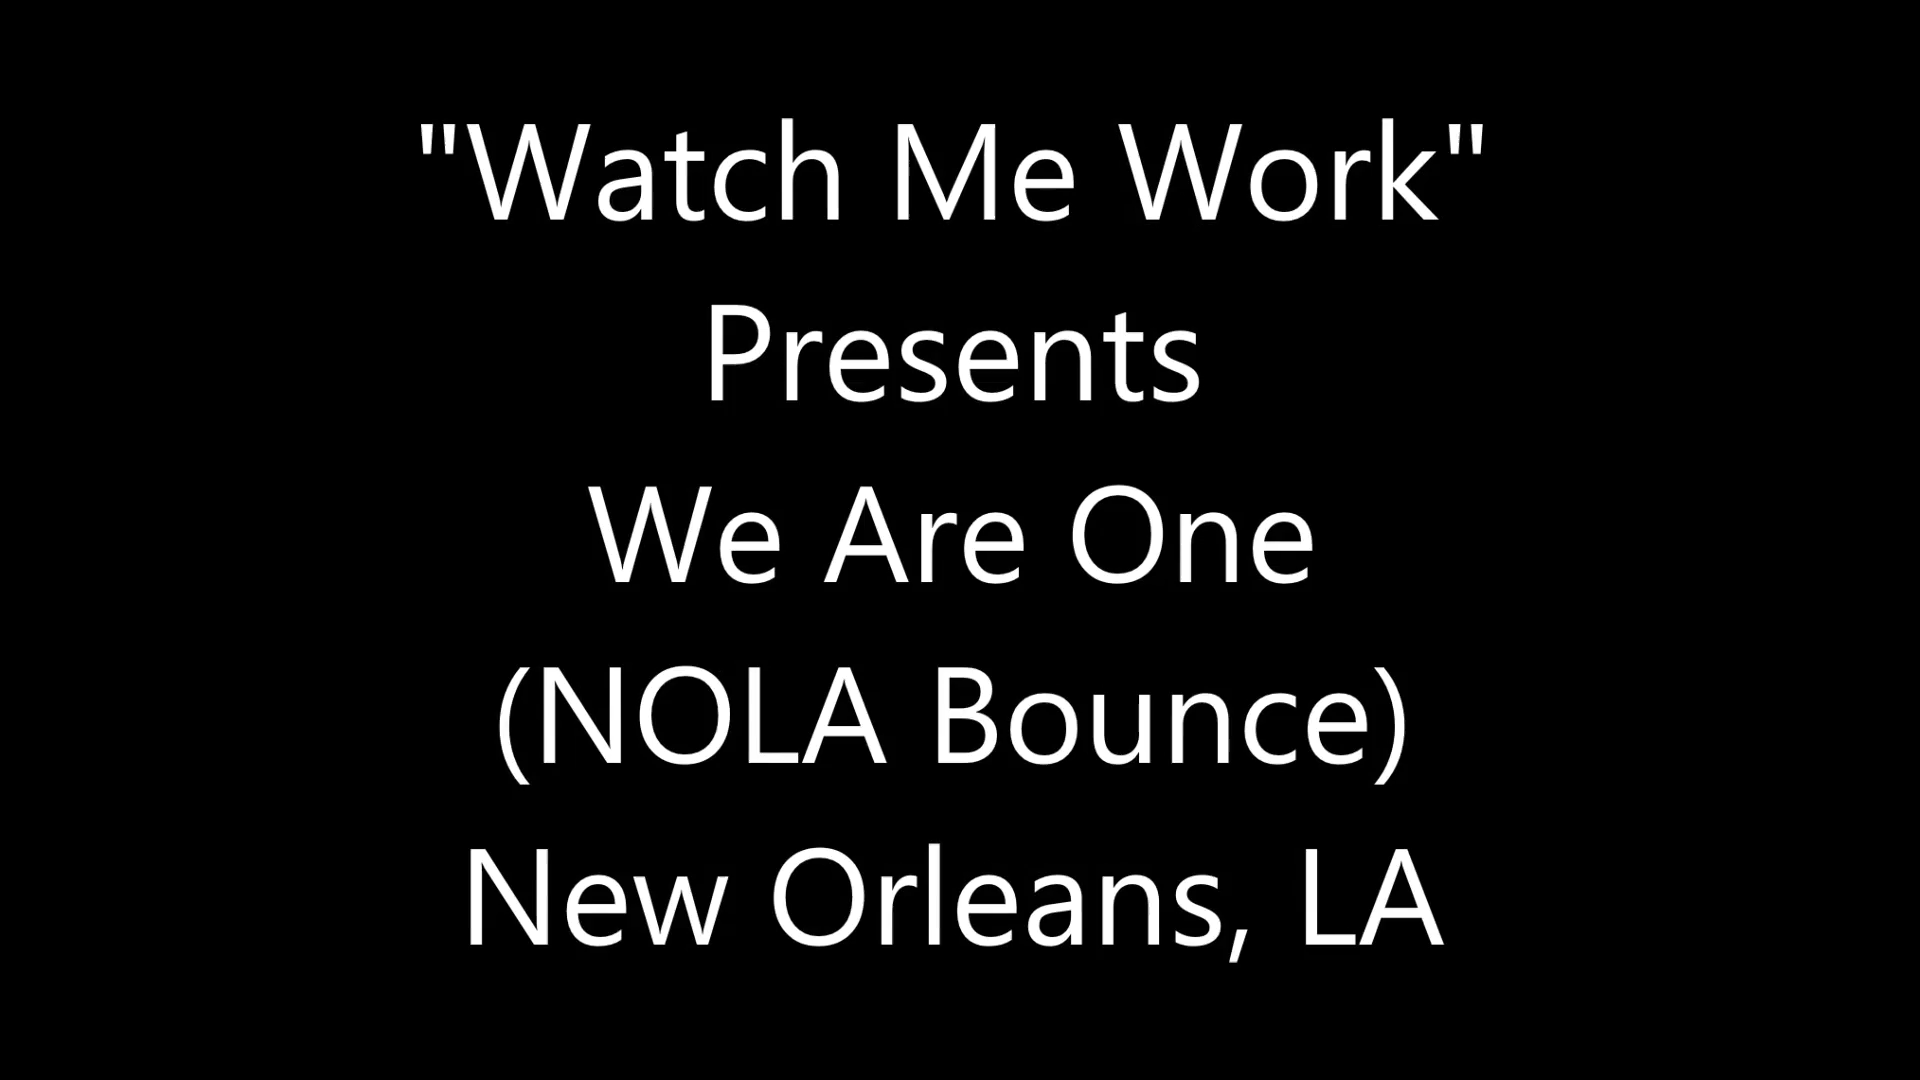 "Watch Me Work"
Presents
We Are One
(NOLA Bounce)
New Orleans, LA